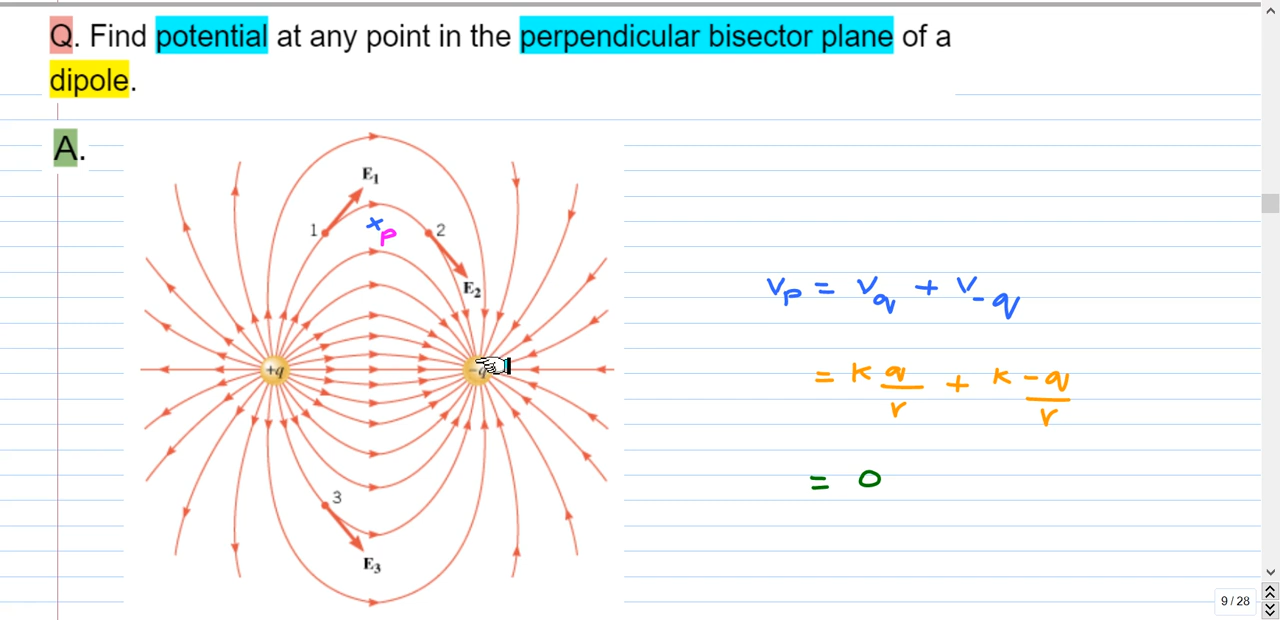 Q. Find potential at any point in the perpendicular bisector plane of a
dipole.
A.
E₁
1
P
2
E₂
+q
-q
3
E₃
Vp = Vq + V-q
= K q/r + K -q/r
= 0
9 / 28